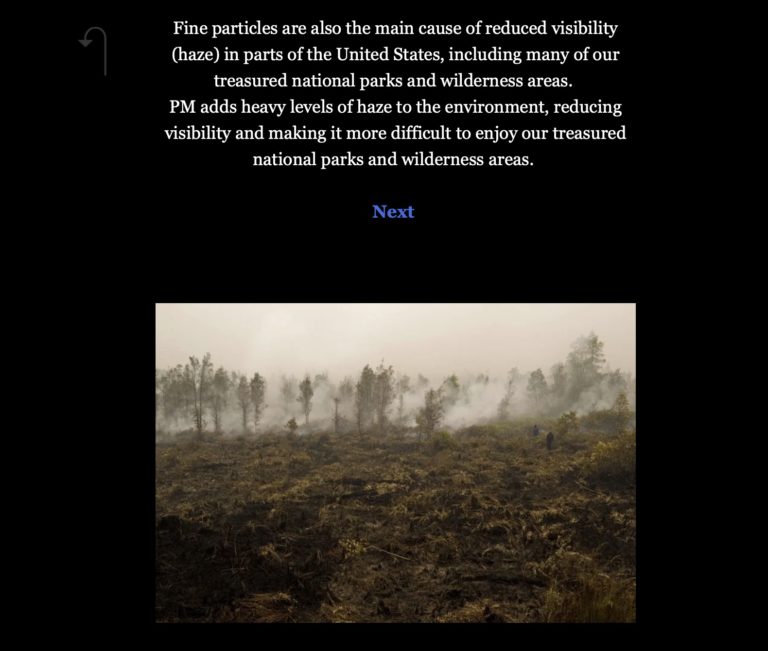 Fine particles are also the main cause of reduced visibility
(haze) in parts of the United States, including many of our
treasured national parks and wilderness areas.
PM adds heavy levels of haze to the environment, reducing
visibility and making it more difficult to enjoy our treasured
national parks and wilderness areas.
Next